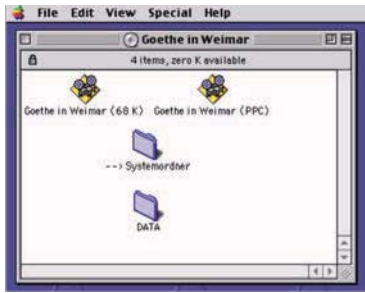 File Edit View Special Help
Goethe in Weimar
4 items, zero K available
Goethe in Weimar (68 K) Goethe in Weimar (PPC)
--> Systemordner
DATA